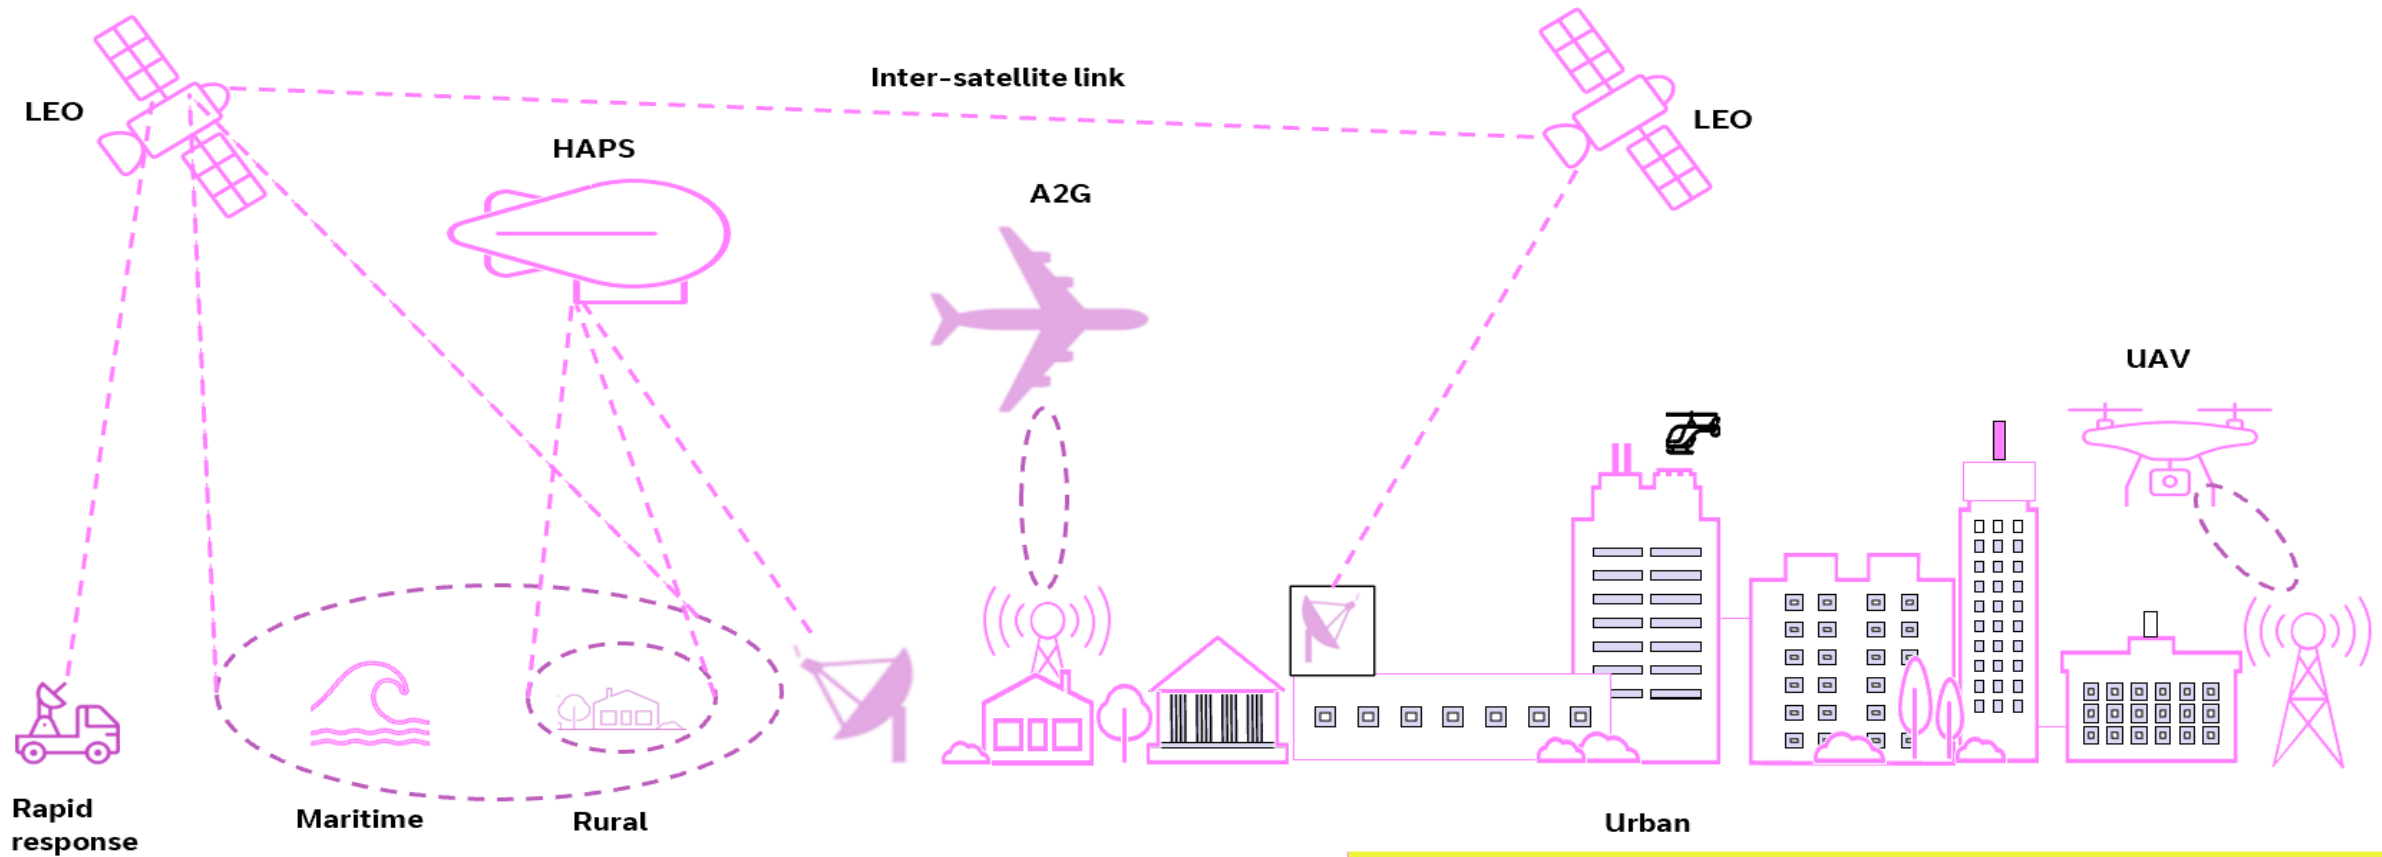 Inter-satellite link
LEO
LEO
HAPS
A2G
UAV
Rapid
response
Maritime
Rural
Urban